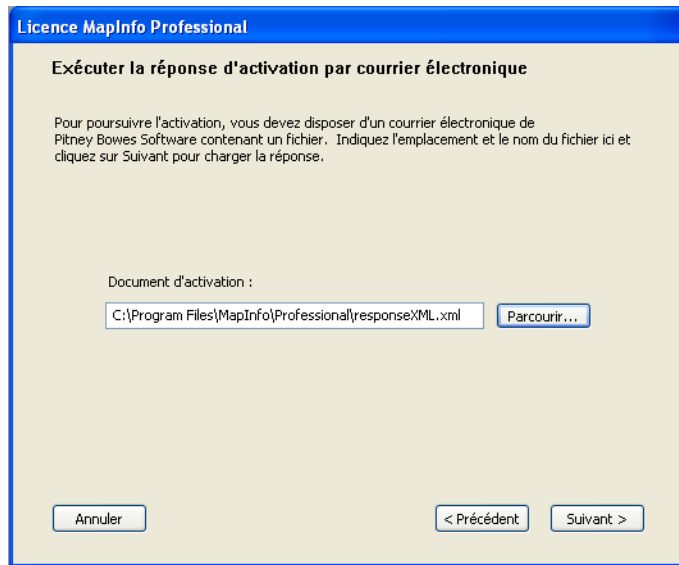 Licence MapInfo Professional
Exécuter la réponse d'activation par courrier électronique
Pour poursuivre l'activation, vous devez disposer d'un courrier électronique de
Pitney Bowes Software contenant un fichier.  Indiquez l'emplacement et le nom du fichier ici et
cliquez sur Suivant pour charger la réponse.
Document d'activation :
C:\Program Files\MapInfo\Professional\responseXML.xml
Parcourir...
Annuler
< Précédent
Suivant >